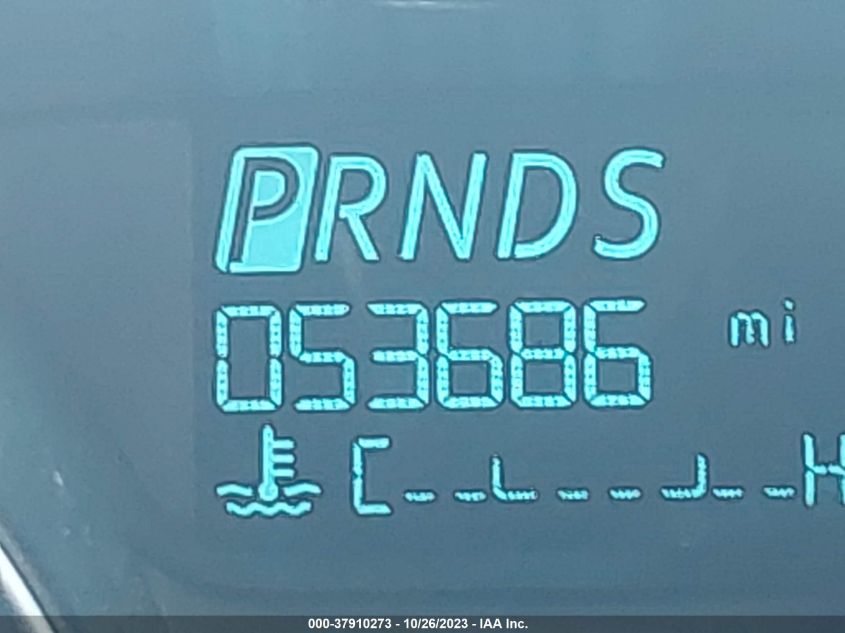 PRNDS
053686 mi
C H
000-37910273 - 10/26/2023 - IAA Inc.